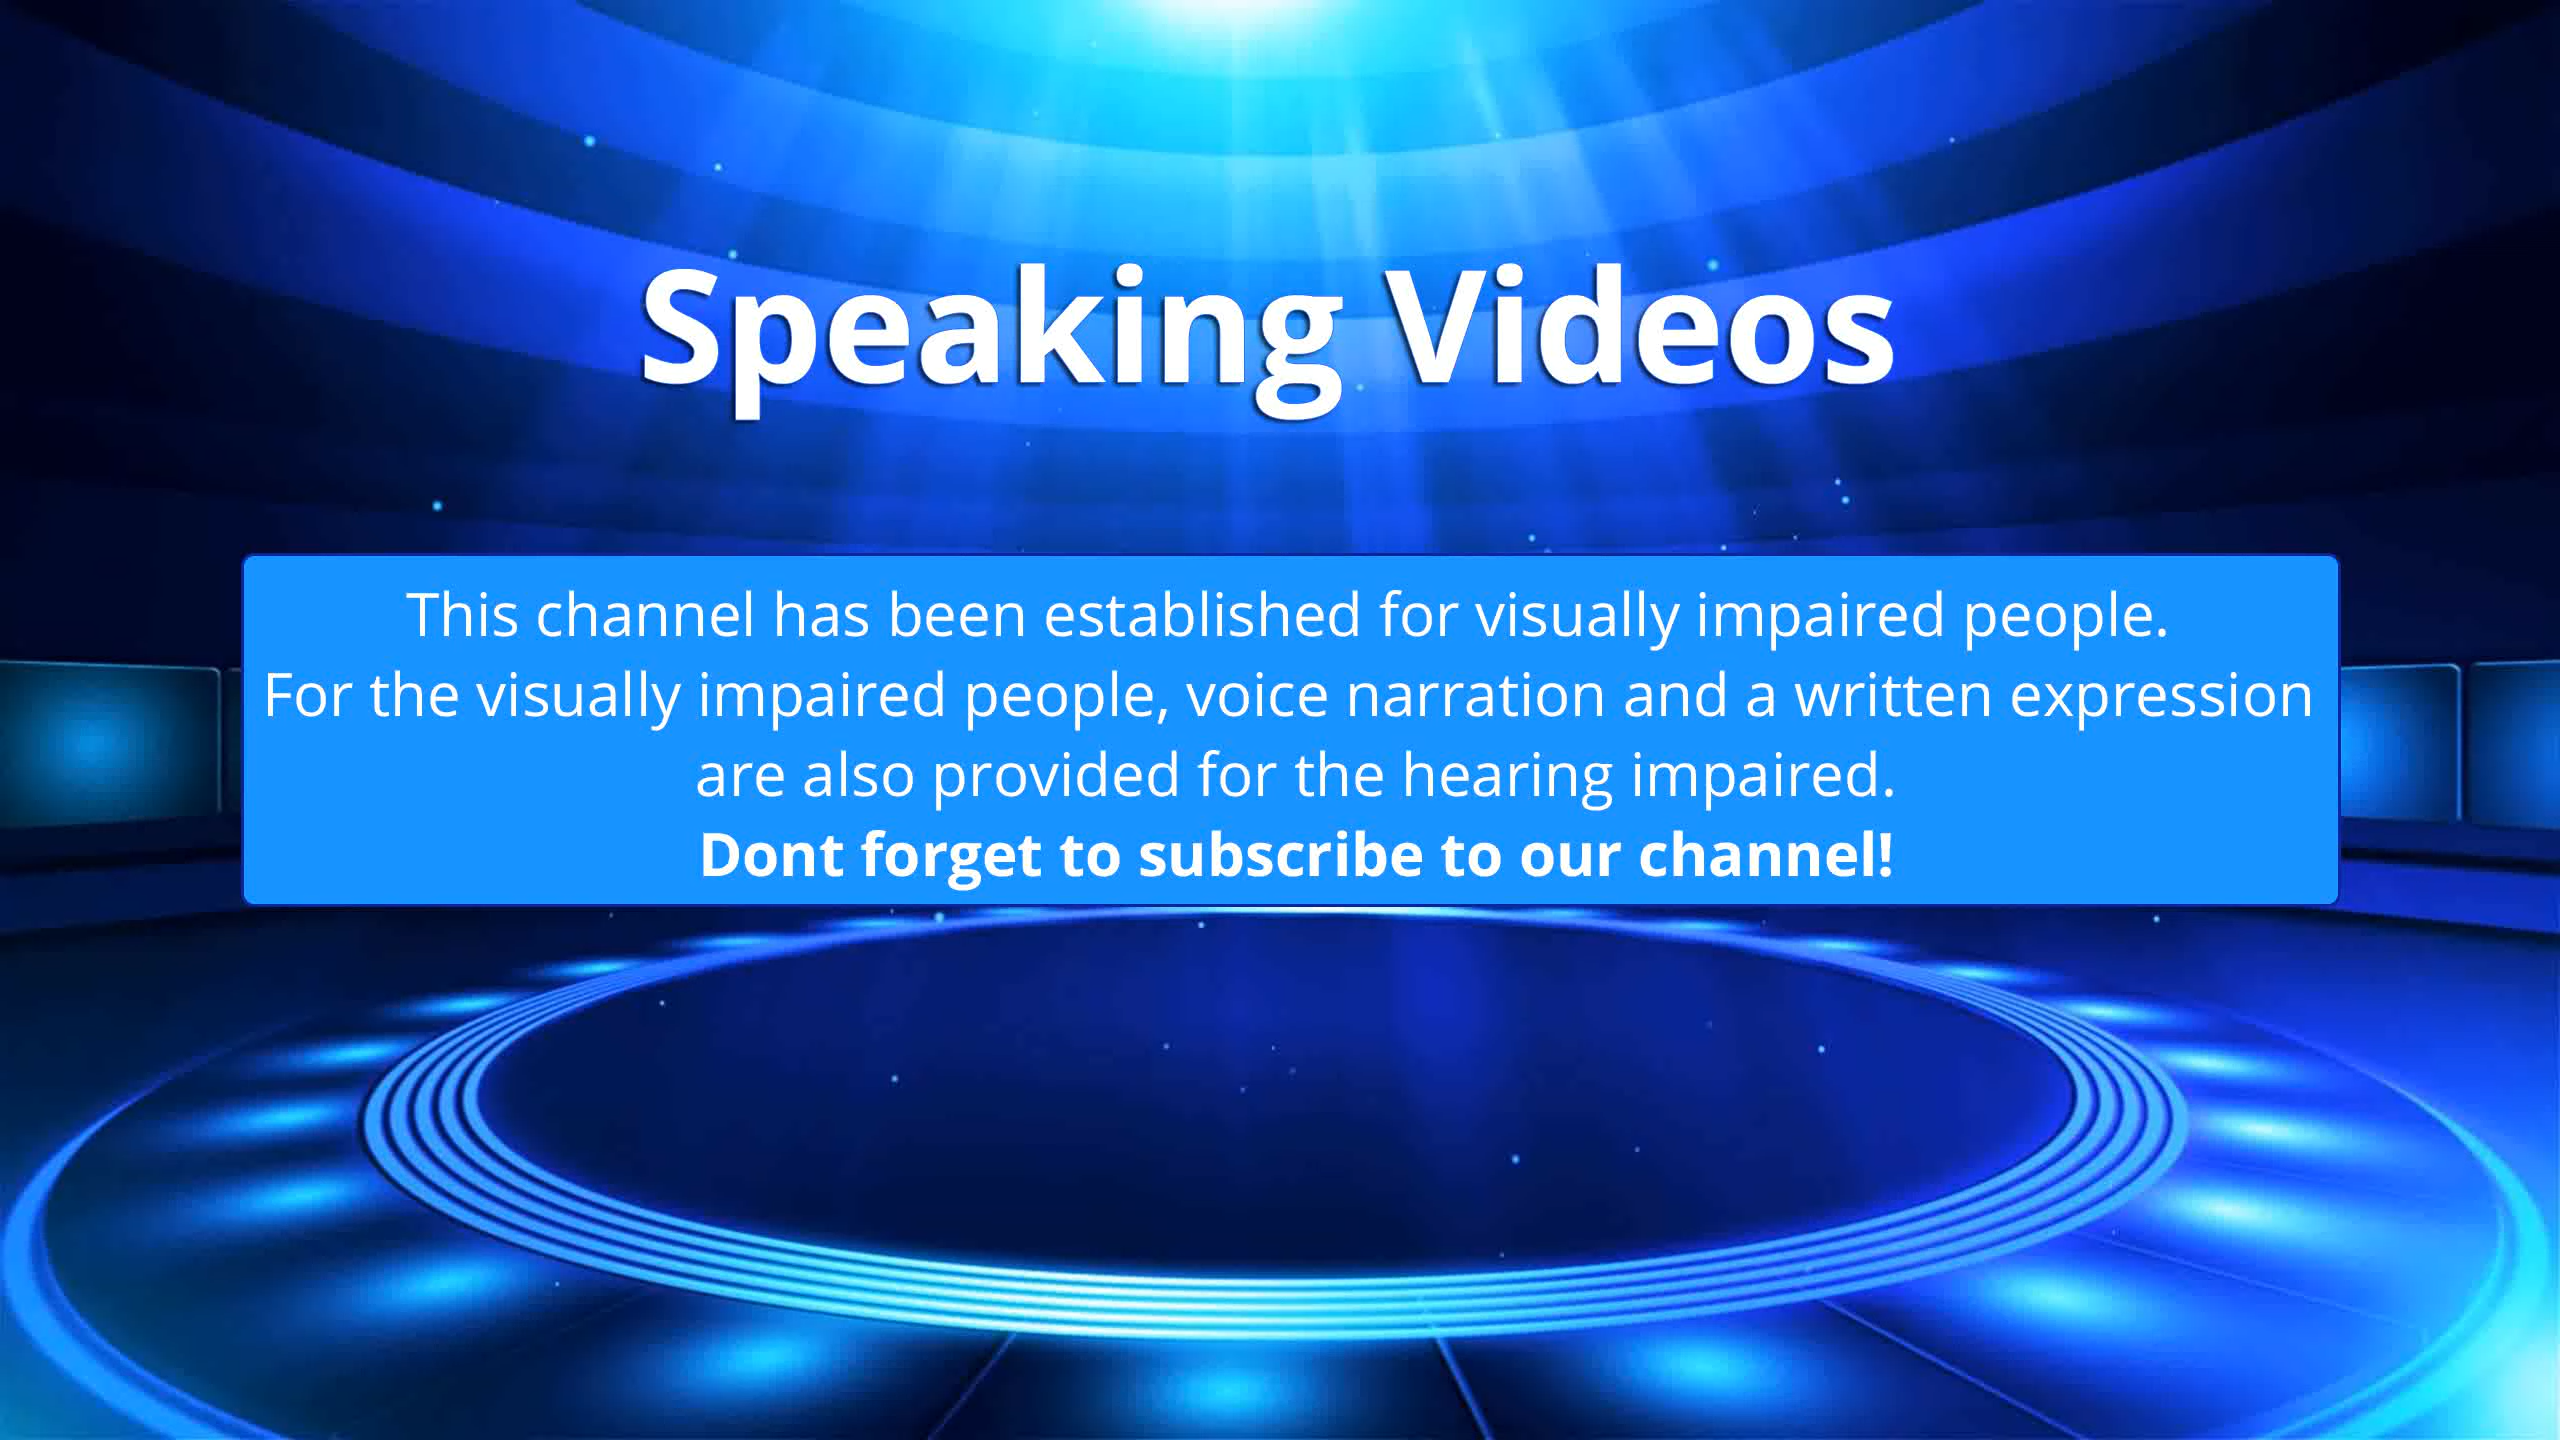 Speaking Videos
This channel has been established for visually impaired people.
For the visually impaired people, voice narration and a written expression
are also provided for the hearing impaired.
Dont forget to subscribe to our channel!